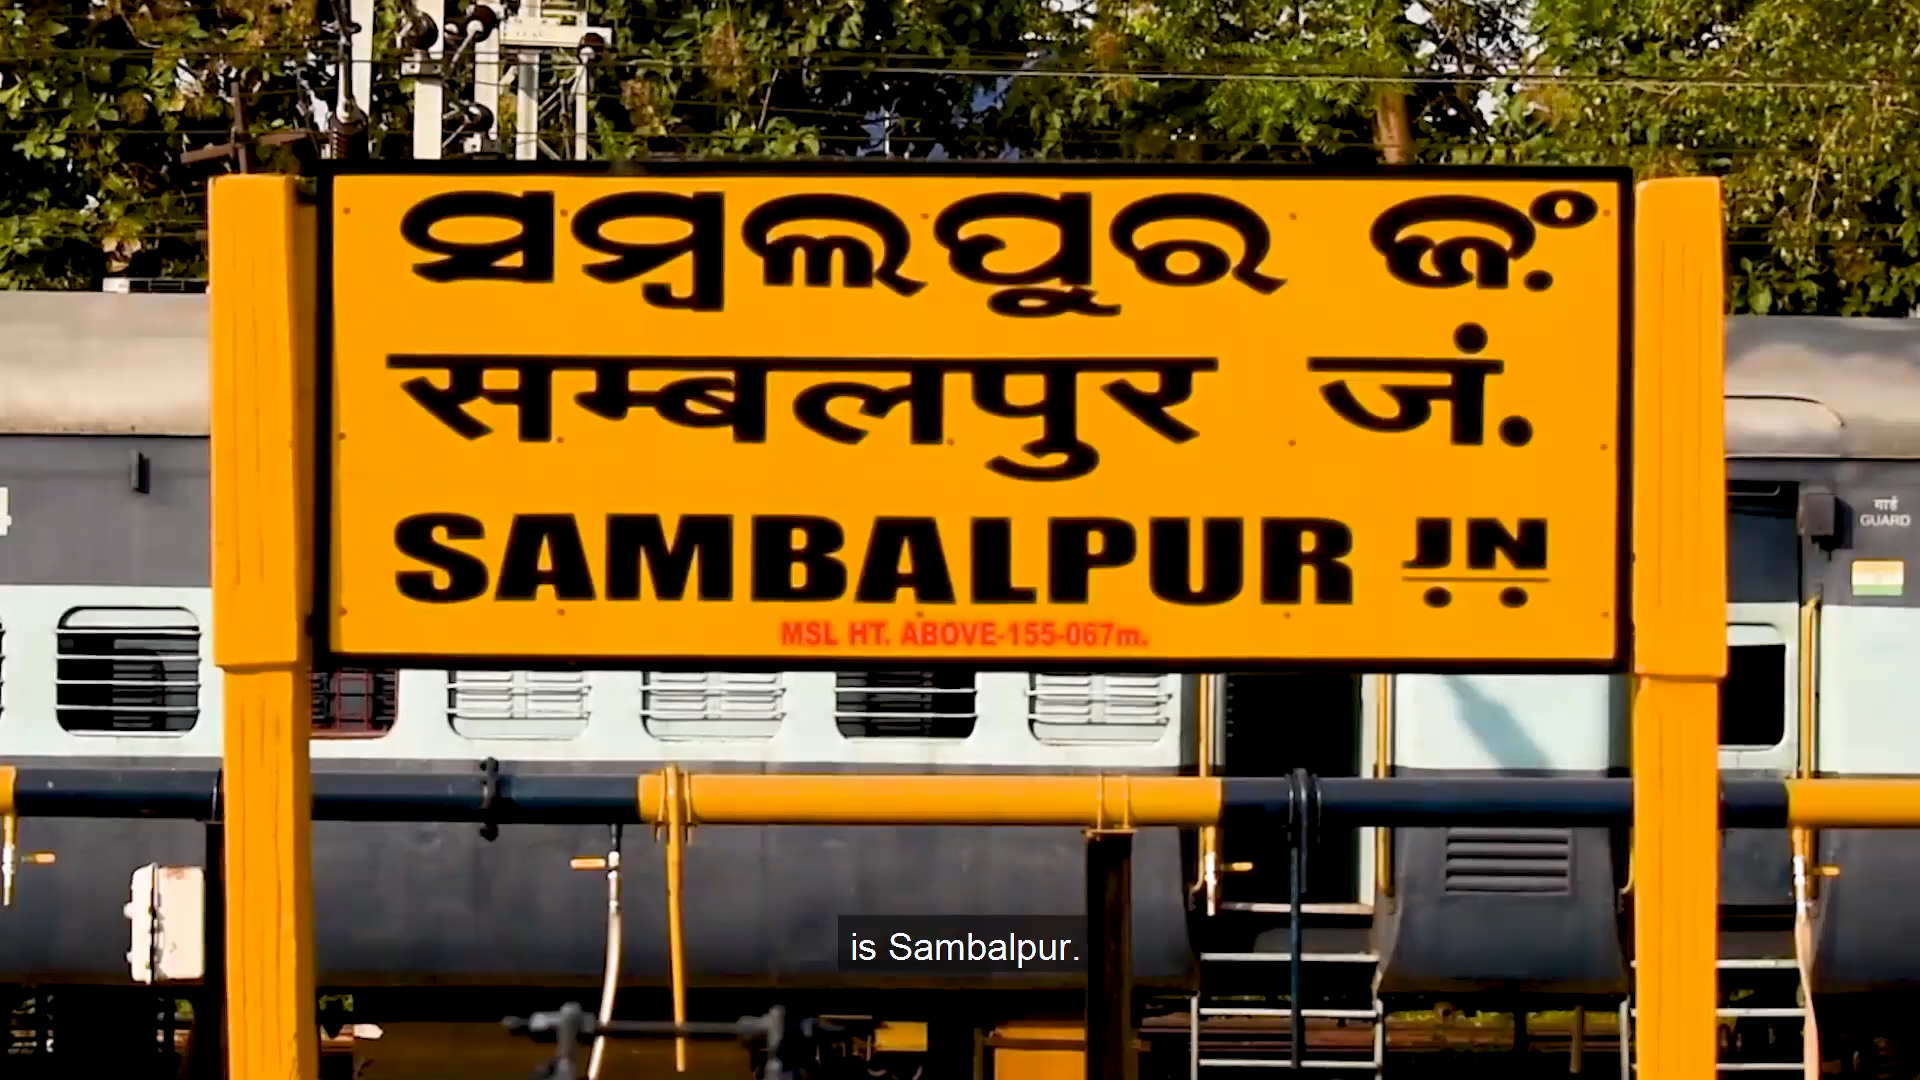 ସମ୍ବଲପୁର ଜଂ.
सम्बलपुर जं.
SAMBALPUR JN
MSL HT. ABOVE-155-067m.
गार्ड
GUARD
is Sambalpur.